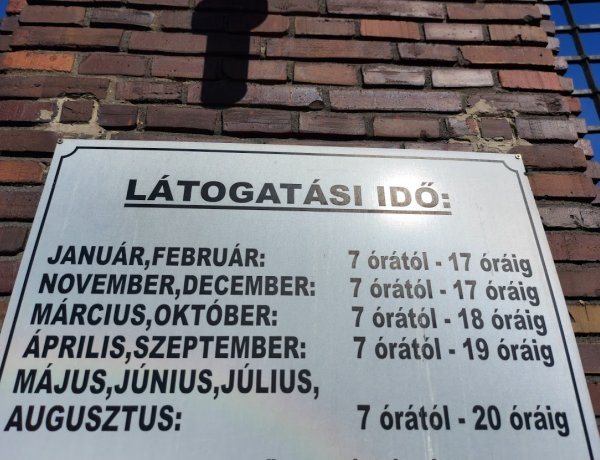 LÁTOGATÁSI IDŐ:
JANUÁR,FEBRUÁR: 7 órától - 17 óráig
NOVEMBER,DECEMBER: 7 órától - 17 óráig
MÁRCIUS,OKTÓBER: 7 órától - 18 óráig
ÁPRILIS,SZEPTEMBER: 7 órától - 19 óráig
MÁJUS,JÚNIUS,JÚLIUS,
AUGUSZTUS: 7 órától - 20 óráig